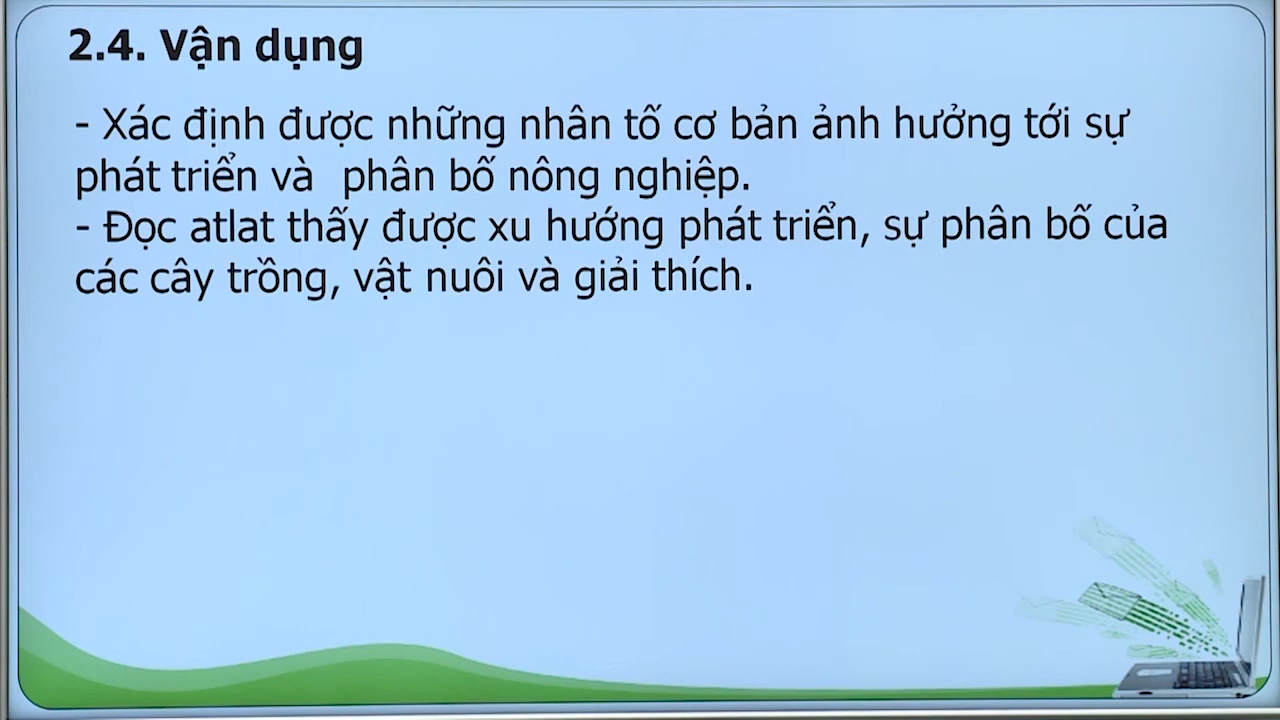 2.4. Vận dụng
- Xác định được những nhân tố cơ bản ảnh hưởng tới sự
phát triển và phân bố nông nghiệp.
- Đọc atlat thấy được xu hướng phát triển, sự phân bố của
các cây trồng, vật nuôi và giải thích.